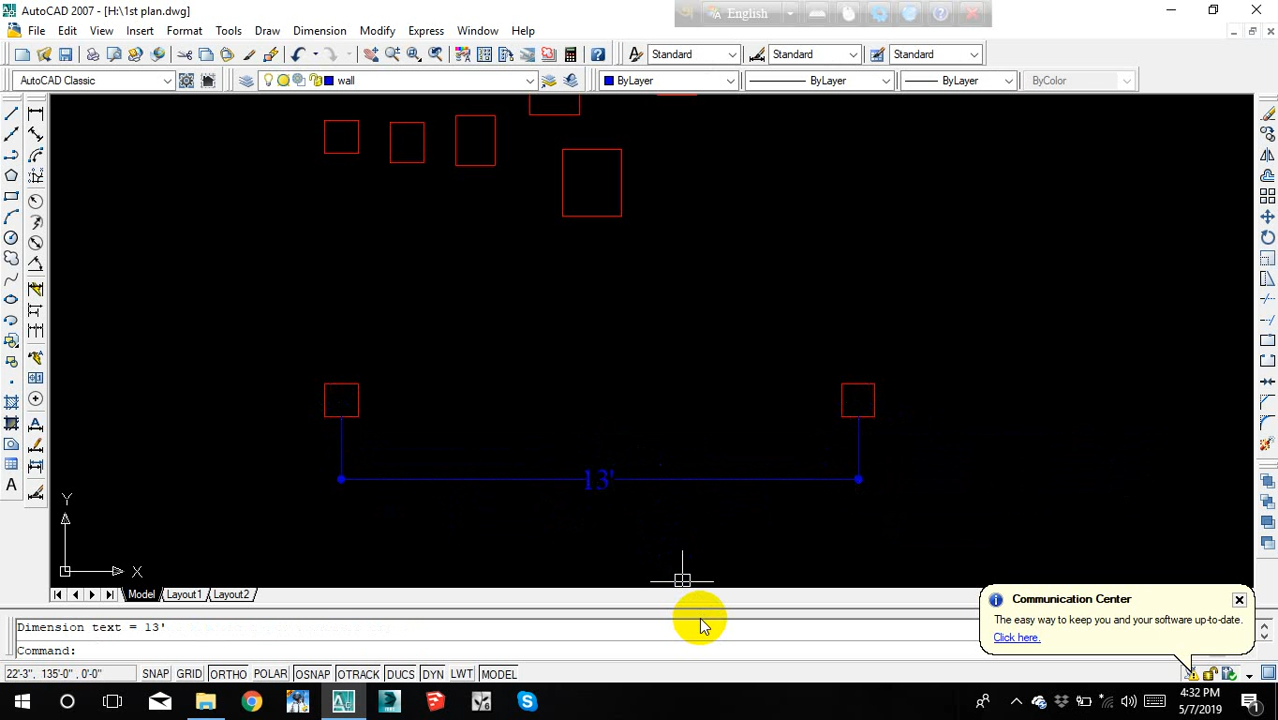 AutoCAD 2007 - [H:\1st plan.dwg]
English
File Edit View Insert Format Tools Draw Dimension Modify Express Window Help
Standard Standard Standard
AutoCAD Classic wall ByLayer ByLayer ByLayer ByColor
A
A
13'
Y
X
Model Layout1 Layout2
Communication Center
The easy way to keep you and your software up-to-date.
Click here.
Dimension text = 13'
Command:
22'-3", 135'-0", 0'-0" SNAP GRID ORTHO POLAR OSNAP OTRACK DUCS DYN LWT MODEL
4:32 PM
5/7/2019